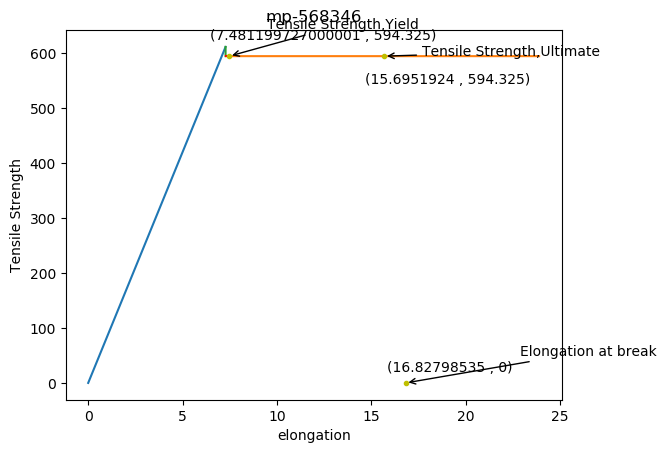 mp-568346
Tensile Strength,Yield
(7.481199727000001 , 594.325)
Tensile Strength,Ultimate
(15.6951924 , 594.325)
Elongation at break
(16.82798535 , 0)
Tensile Strength
600
500
400
300
200
100
0
0 5 10 15 20 25
elongation